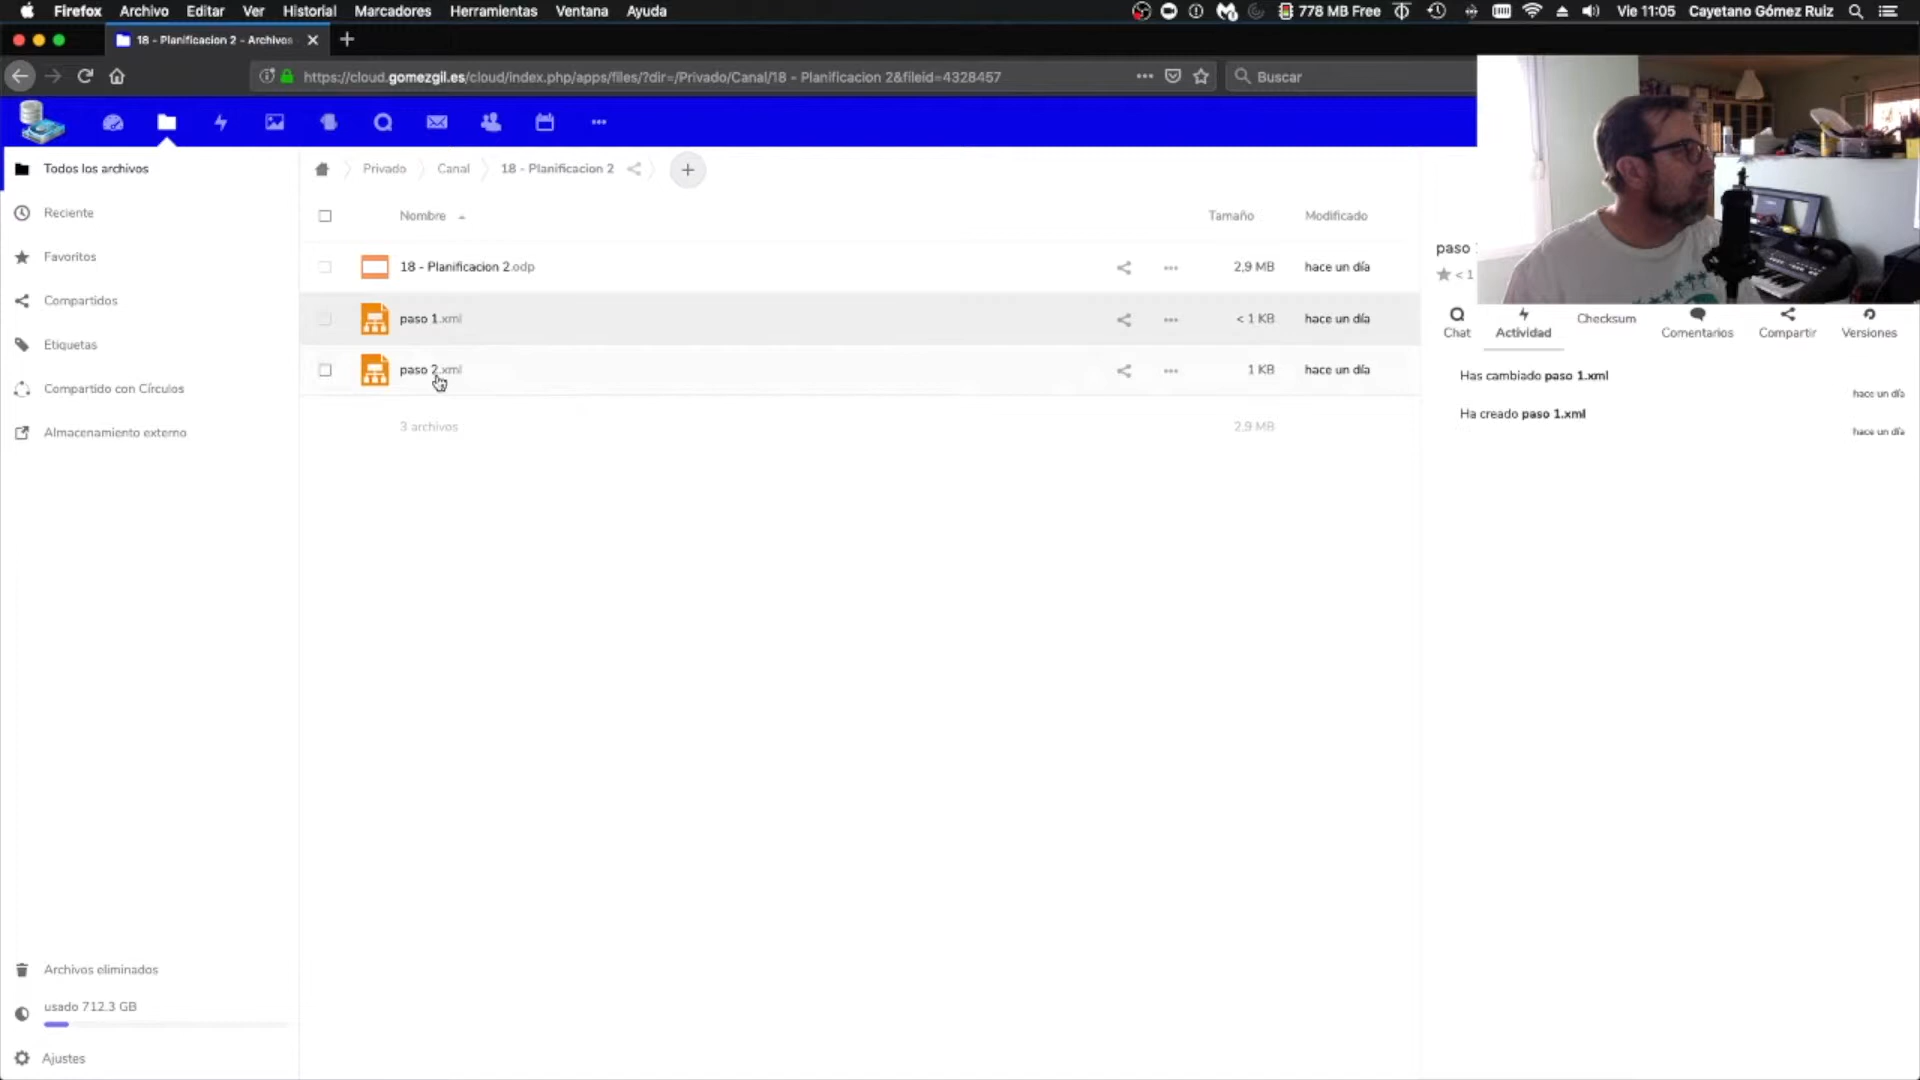 Firefox Archivo Editar Ver Historial Marcadores Herramientas Ventana Ayuda 778 MB Free Vie 11:05 Cayetano Gómez Ruiz
18 - Planificacion 2 - Archivos
https://cloud.gomezgil.es/cloud/index.php/apps/files/?dir=/Privado/Canal/18 - Planificacion 2&fileid=4328457
Buscar
Todos los archivos
Reciente
Favoritos
Compartidos
Etiquetas
Compartido con Círculos
Almacenamiento externo
Archivos eliminados
usado 712.3 GB
Ajustes
Privado Canal 18 - Planificacion 2
Nombre Tamaño Modificado
18 - Planificacion 2.odp 2,9 MB hace un día
paso 1.xml < 1 KB hace un día
paso 2.xml 1 KB hace un día
3 archivos 2.9 MB
paso
< 1
Chat Actividad Checksum Comentarios Compartir Versiones
Has cambiado paso 1.xml
hace un día
Ha creado paso 1.xml
hace un día